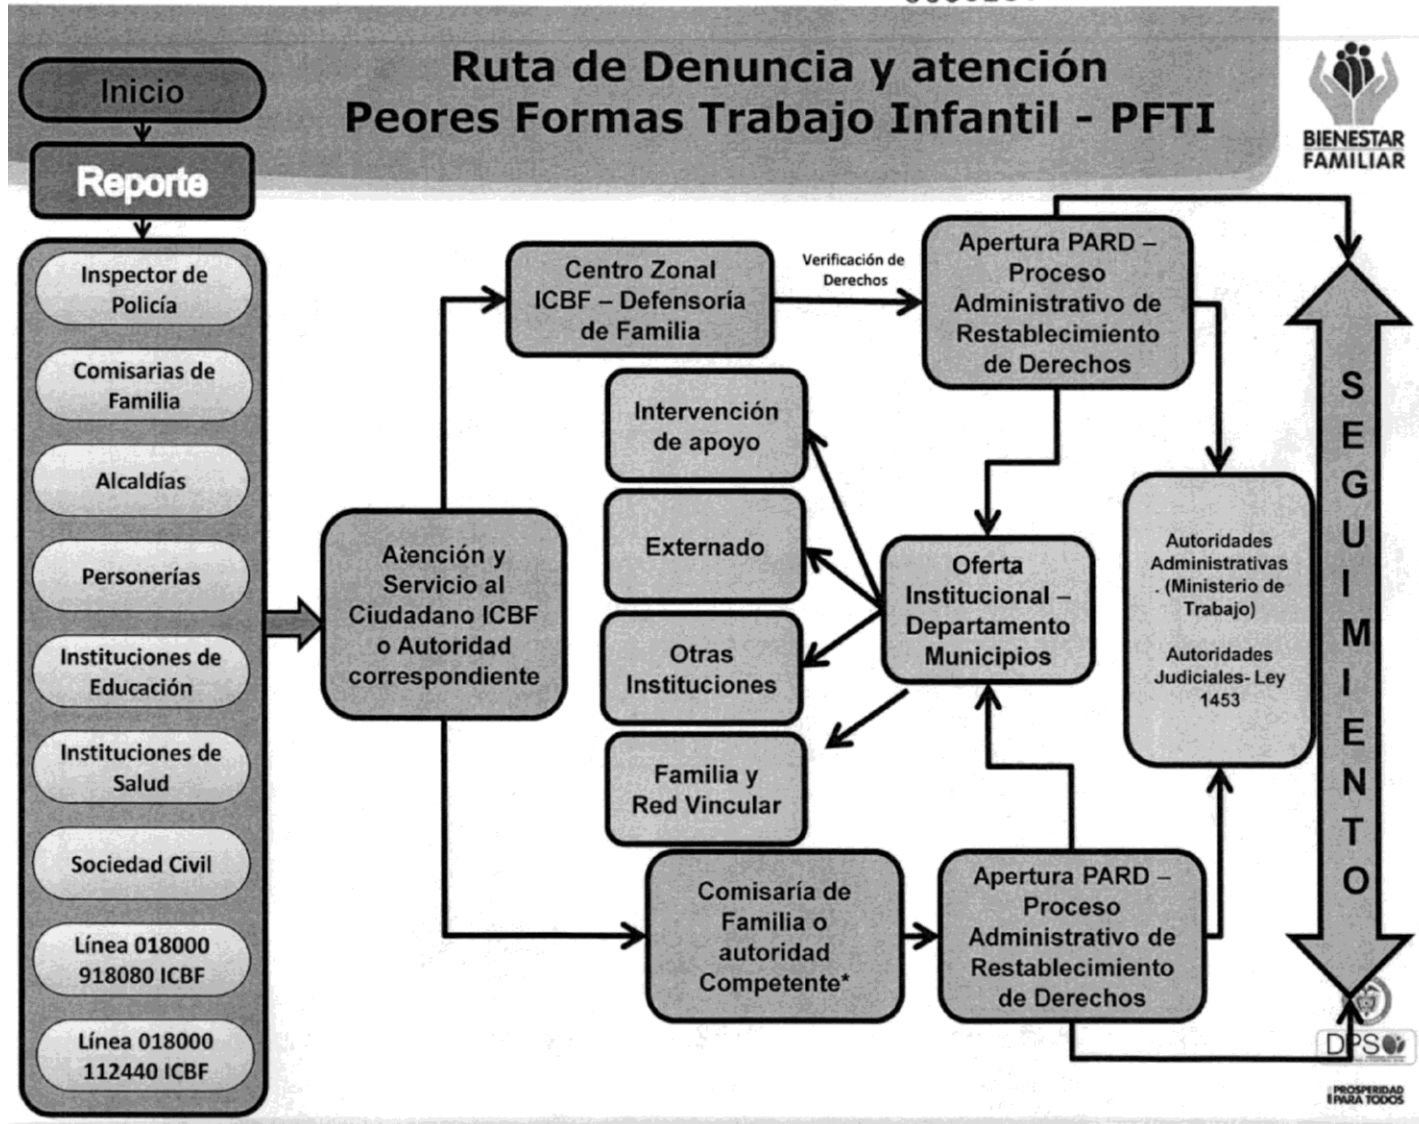 Ruta de Denuncia y atención
Peores Formas Trabajo Infantil - PFTI
BIENESTAR
FAMILIAR
Inicio
Reporte
Inspector de
Policía
Comisarias de
Familia
Alcaldías
Personerías
Instituciones de
Educación
Instituciones de
Salud
Sociedad Civil
Línea 018000
918080 ICBF
Línea 018000
112440 ICBF
Atención y
Servicio al
Ciudadano ICBF
o Autoridad
correspondiente
Centro Zonal
ICBF – Defensoría
de Familia
Verificación de
Derechos
Apertura PARD –
Proceso
Administrativo de
Restablecimiento
de Derechos
Intervención
de apoyo
Externado
Otras
Instituciones
Familia y
Red Vincular
Oferta
Institucional –
Departamento
Municipios
Autoridades
Administrativas
. (Ministerio de
Trabajo)
Autoridades
Judiciales- Ley
1453
Comisaría de
Familia o
autoridad
Competente*
Apertura PARD –
Proceso
Administrativo de
Restablecimiento
de Derechos
SEGUIMIENTO
DPS
PROSPERIDAD
PARA TODOS